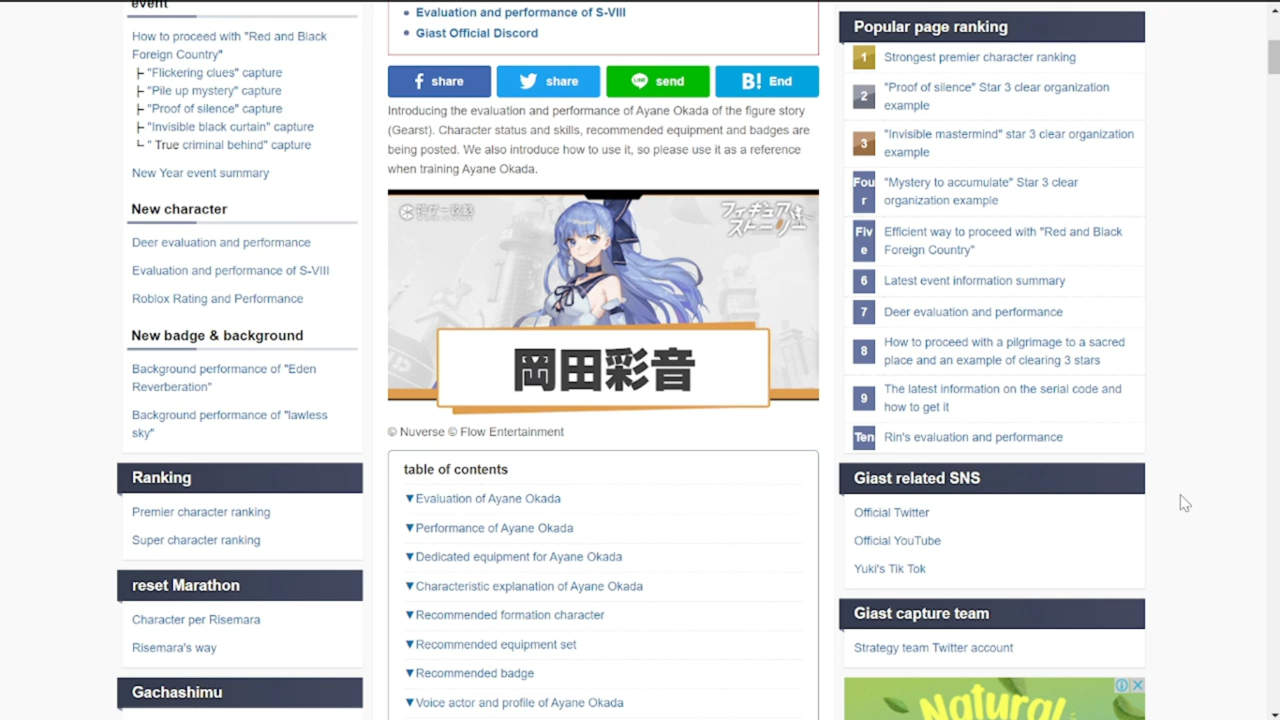 event
How to proceed with "Red and Black
Foreign Country"
├ "Flickering clues" capture
├ "Pile up mystery" capture
├ "Proof of silence" capture
├ "Invisible black curtain" capture
└ " True criminal behind" capture
New Year event summary
New character
Deer evaluation and performance
Evaluation and performance of S-VIII
Roblox Rating and Performance
New badge & background
Background performance of "Eden
Reverberation"
Background performance of "lawless
sky"
Ranking
Premier character ranking
Super character ranking
reset Marathon
Character per Risemara
Risemara's way
Gachashimu
• Evaluation and performance of S-VIII
• Giast Official Discord
f share
share
LINE send
B! End
Introducing the evaluation and performance of Ayane Okada of the figure story
(Gearst). Character status and skills, recommended equipment and badges are
being posted. We also introduce how to use it, so please use it as a reference
when training Ayane Okada.
フィギュア
ストーリー
岡田彩音
© Nuverse © Flow Entertainment
table of contents
▼Evaluation of Ayane Okada
▼Performance of Ayane Okada
▼Dedicated equipment for Ayane Okada
▼Characteristic explanation of Ayane Okada
▼Recommended formation character
▼Recommended equipment set
▼Recommended badge
▼Voice actor and profile of Ayane Okada
Popular page ranking
1 Strongest premier character ranking
2 "Proof of silence" Star 3 clear organization
example
3 "Invisible mastermind" star 3 clear organization
example
Fou
r
"Mystery to accumulate" Star 3 clear
organization example
Fiv
e
Efficient way to proceed with "Red and Black
Foreign Country"
6 Latest event information summary
7 Deer evaluation and performance
8 How to proceed with a pilgrimage to a sacred
place and an example of clearing 3 stars
9 The latest information on the serial code and
how to get it
Ten Rin's evaluation and performance
Giast related SNS
Official Twitter
Official YouTube
Yuki's Tik Tok
Giast capture team
Strategy team Twitter account
Natural